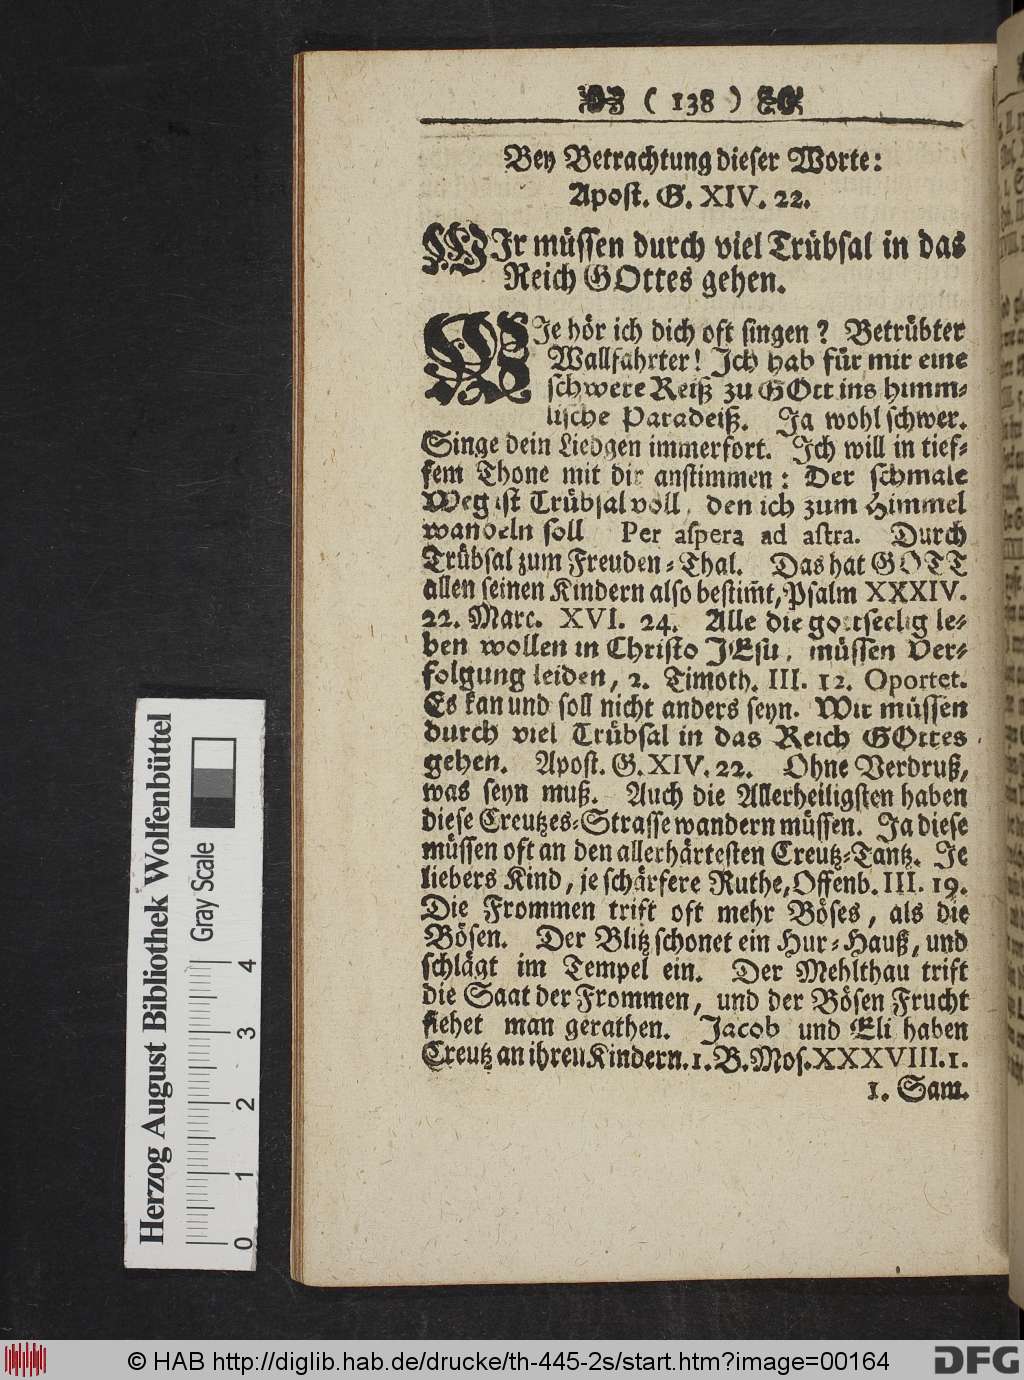 ( 138 )
Bey Betrachtung dieser Worte:
Apost. G. XIV. 22.
WIr müssen durch viel Trübsal in das
Reich GOttes gehen.
WIe hör ich dich oft singen? Betrübter
Wallfahrter! Ich hab für mir eine
schwere Reiß zu GOtt ins himm-
lische Paradeiß. Ja wohl schwer.
Singe dein Liedgen immerfort. Ich will in tief-
fem Thone mit dir anstimmen: Der schmale
Weg ist Trübsal voll, den ich zum Himmel
wandeln soll Per aspera ad astra. Durch
Trübsal zum Freuden-Thal. Das hat GOTT
allen seinen Kindern also bestim̃t, Psalm XXXIV.
22. Marc. XVI. 24. Alle die gottseelig le-
ben wollen in Christo JEsu, müssen Ver-
folgung leiden, 2. Timoth. III. 12. Oportet.
Es kan und soll nicht anders seyn. Wir müssen
durch viel Trübsal in das Reich GOttes
gehen. Apost. G. XIV. 22. Ohne Verdruß,
was seyn muß. Auch die Allerheiligsten haben
diese Creutzes-Strasse wandern müssen. Ja diese
müssen oft an den allerhärtesten Creutz-Tantz. Je
liebers Kind, je schärfere Ruthe, Offenb. III. 19.
Die Frommen trift oft mehr Böses, als die
Bösen. Der Blitz schonet ein Hur-Hauß, und
schlägt im Tempel ein. Der Mehlthau trift
die Saat der Frommen, und der Bösen Frucht
siehet man gerathen. Jacob und Eli haben
Creutz an ihren Kindern. 1. B. Mos. XXXVIII. 1.
1. Sam.
Herzog August Bibliothek Wolfenbüttel
Gray Scale
0 1 2 3 4
© HAB http://diglib.hab.de/drucke/th-445-2s/start.htm?image=00164
DFG